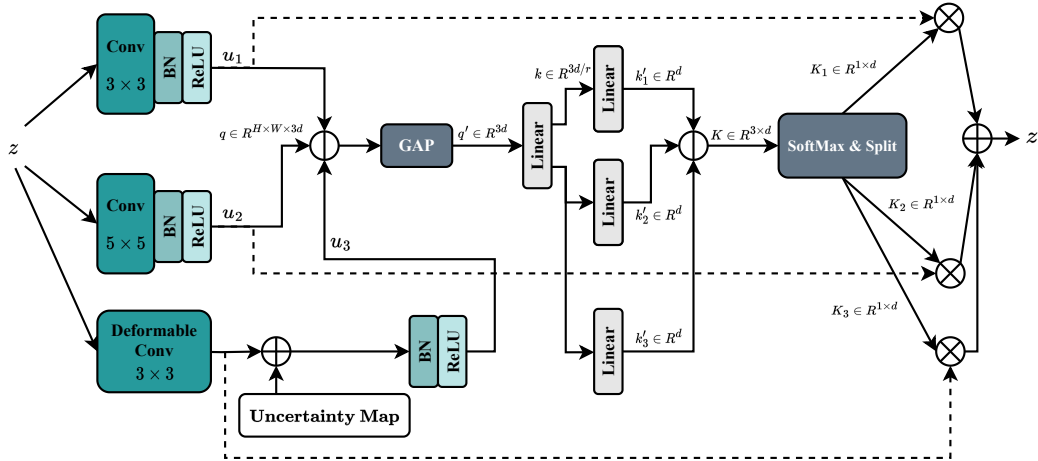 z
Conv
3 × 3
BN
ReLU
u₁
Conv
5 × 5
BN
ReLU
u₂
Deformable
Conv
3 × 3
Uncertainty Map
BN
ReLU
u₃
q ∈ R^{H×W×3d}
GAP
q′ ∈ R^{3d}
Linear
k ∈ R^{3d/r}
Linear
k′₁ ∈ R^d
Linear
k′₂ ∈ R^d
Linear
k′₃ ∈ R^d
K ∈ R^{3×d}
SoftMax & Split
K₁ ∈ R^{1×d}
K₂ ∈ R^{1×d}
K₃ ∈ R^{1×d}
z